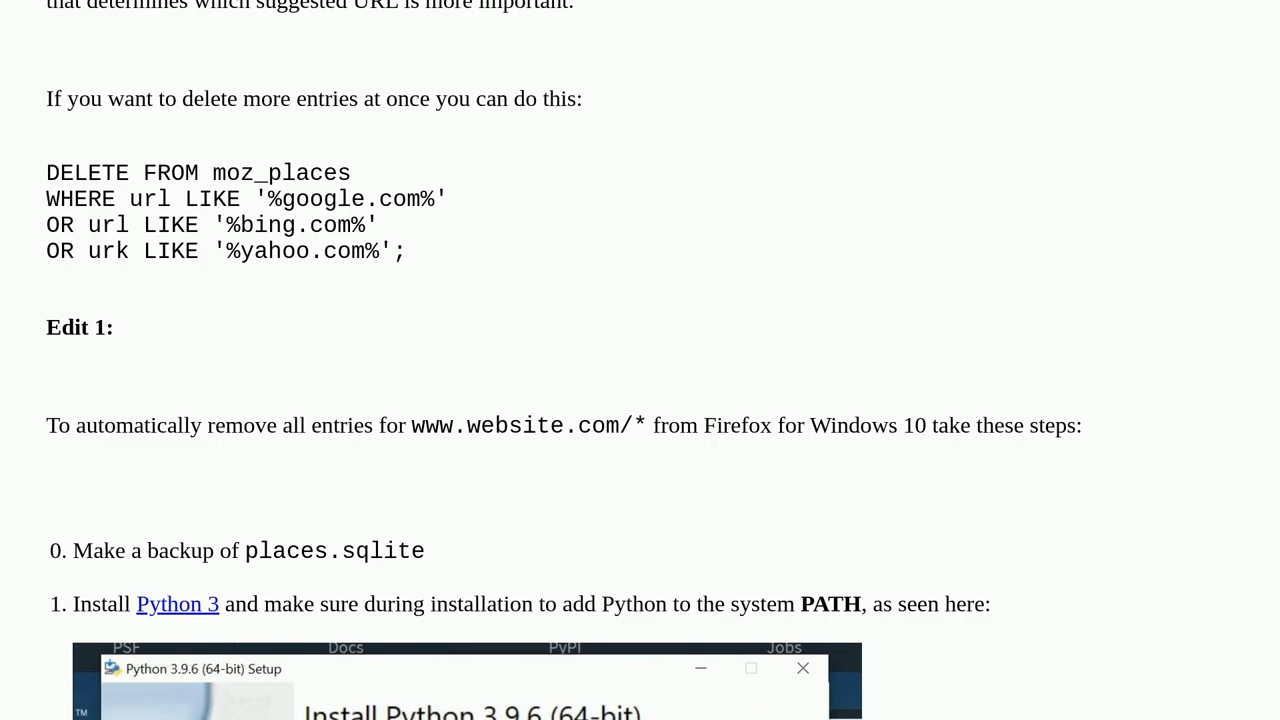 that determines which suggested URL is more important.
If you want to delete more entries at once you can do this:
DELETE FROM moz_places
WHERE url LIKE '%google.com%'
OR url LIKE '%bing.com%'
OR urk LIKE '%yahoo.com%';
Edit 1:
To automatically remove all entries for www.website.com/* from Firefox for Windows 10 take these steps:
0. Make a backup of places.sqlite
1. Install Python 3 and make sure during installation to add Python to the system PATH, as seen here:
PSF Docs PyPI Jobs
Python 3.9.6 (64-bit) Setup
TM
Install Python 3.9.6 (64-bit)